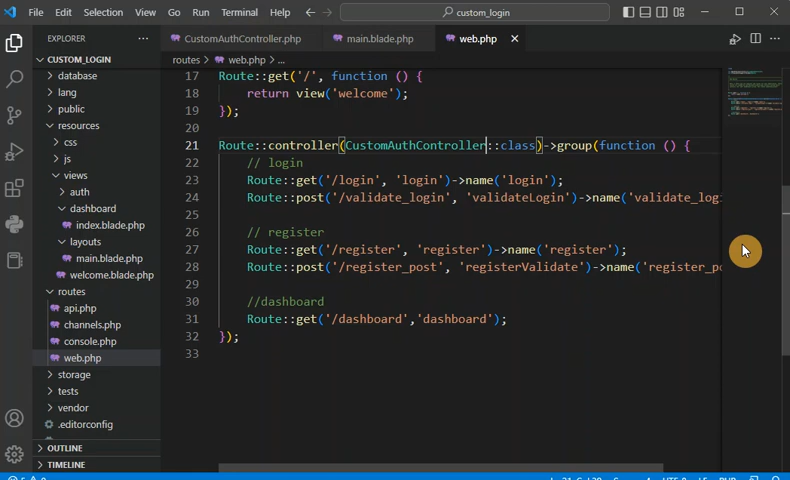 File Edit Selection View Go Run Terminal Help custom_login
EXPLORER
CustomAuthController.php main.blade.php web.php
CUSTOM_LOGIN
routes > web.php > ...
database
lang
public
resources
css
js
views
auth
dashboard
index.blade.php
layouts
main.blade.php
welcome.blade.php
routes
api.php
channels.php
console.php
web.php
storage
tests
vendor
.editorconfig
OUTLINE
TIMELINE
17 Route::get('/', function () {
18 return view('welcome');
19 });
20
21 Route::controller(CustomAuthController::class)->group(function () {
22 // login
23 Route::get('/login', 'login')->name('login');
24 Route::post('/validate_login', 'validateLogin')->name('validate_log
25
26 // register
27 Route::get('/register', 'register')->name('register');
28 Route::post('/register_post', 'registerValidate')->name('register_po
29
30 //dashboard
31 Route::get('/dashboard','dashboard');
32 });
33